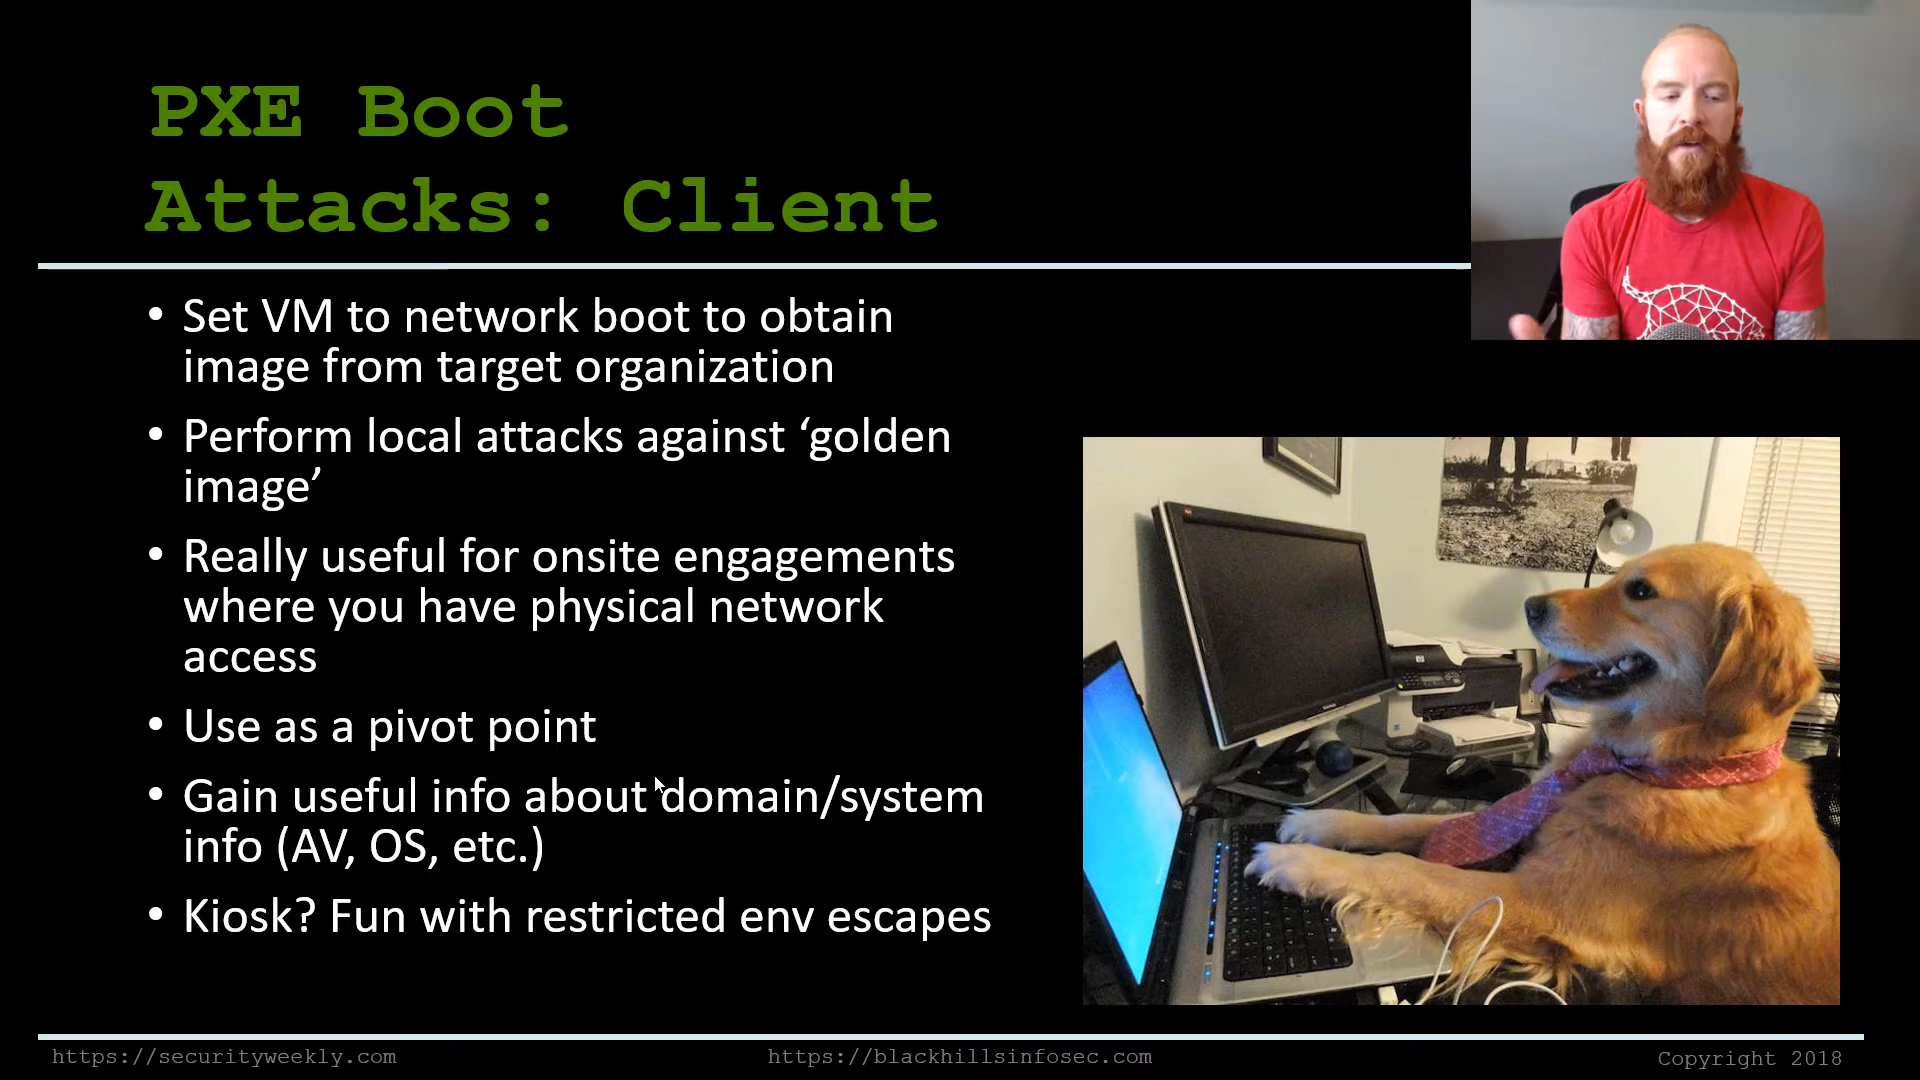 PXE Boot
Attacks: Client
• Set VM to network boot to obtain
image from target organization
• Perform local attacks against ‘golden
image’
• Really useful for onsite engagements
where you have physical network
access
• Use as a pivot point
• Gain useful info about domain/system
info (AV, OS, etc.)
• Kiosk? Fun with restricted env escapes
https://securityweekly.com
https://blackhillsinfosec.com
Copyright 2018